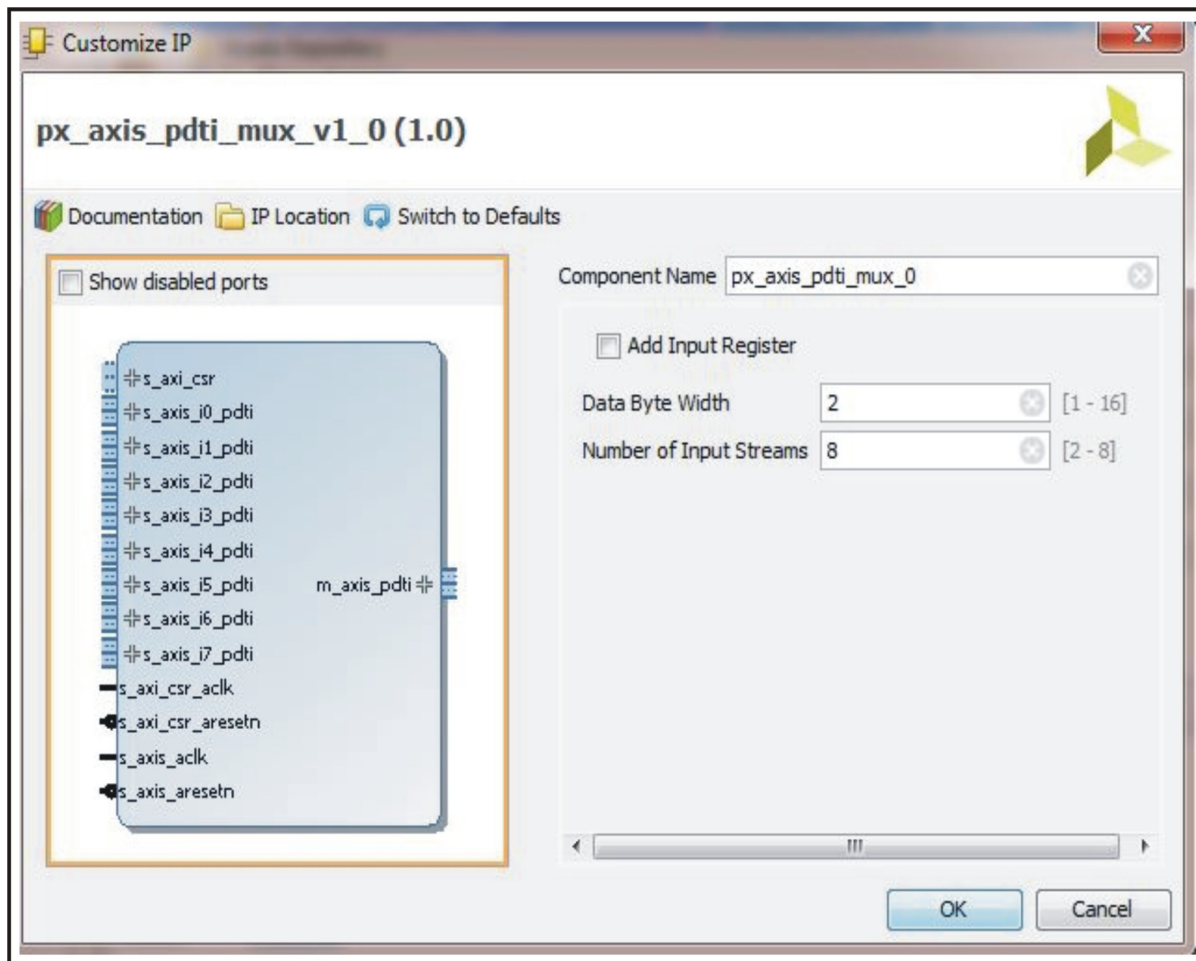 Customize IP
px_axis_pdti_mux_v1_0 (1.0)
Documentation IP Location Switch to Defaults
Show disabled ports
s_axi_csr
s_axis_i0_pdti
s_axis_i1_pdti
s_axis_i2_pdti
s_axis_i3_pdti
s_axis_i4_pdti
s_axis_i5_pdti
s_axis_i6_pdti
s_axis_i7_pdti
s_axi_csr_aclk
s_axi_csr_aresetn
s_axis_aclk
s_axis_aresetn
m_axis_pdti
Component Name px_axis_pdti_mux_0
Add Input Register
Data Byte Width 2 [1 - 16]
Number of Input Streams 8 [2 - 8]
OK Cancel